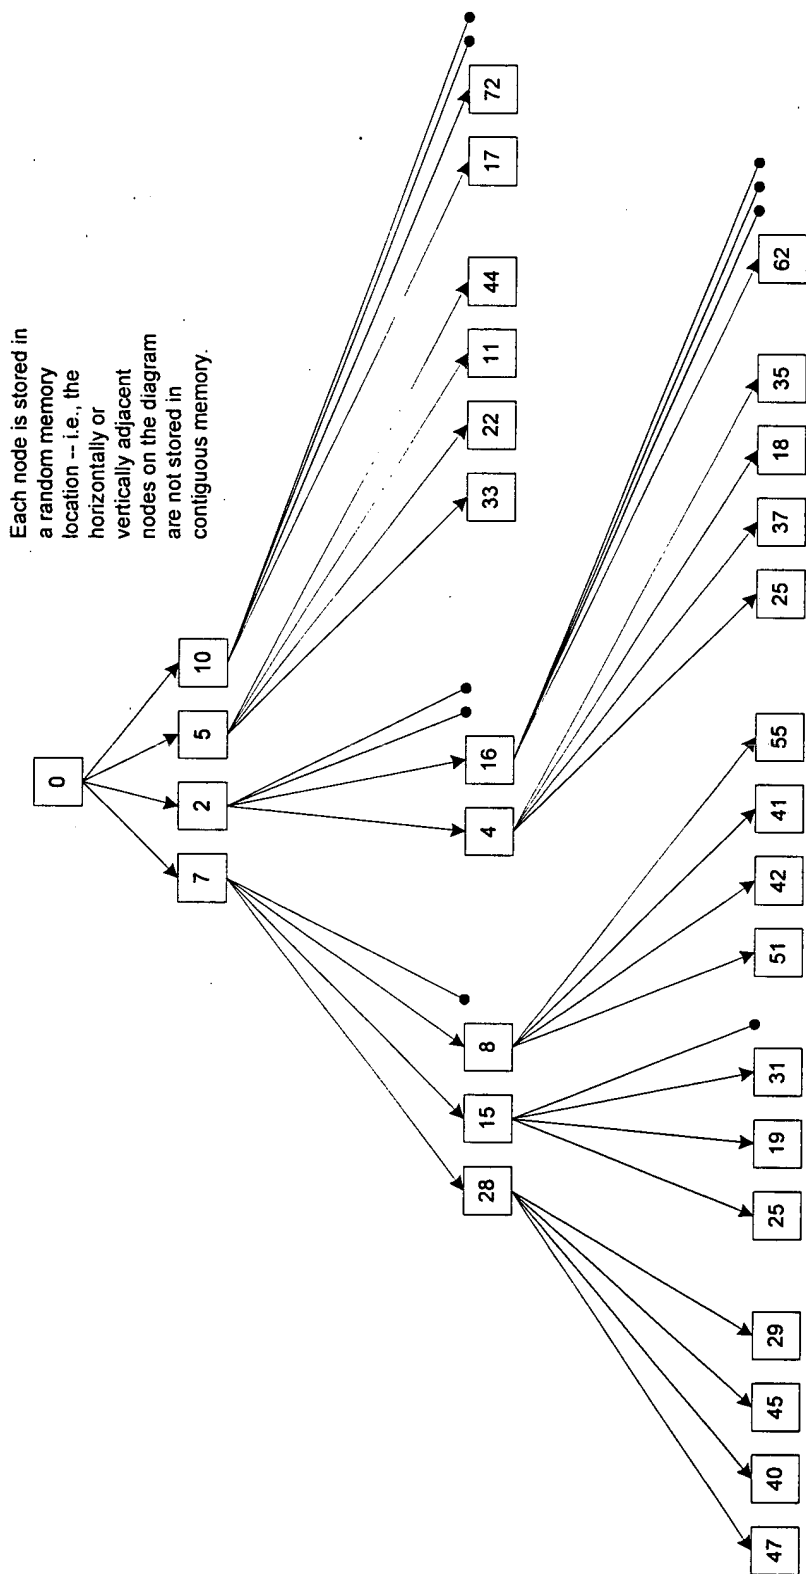 Each node is stored in
a random memory
location -- i.e., the
horizontally or
vertically adjacent
nodes on the diagram
are not stored in
contiguous memory.
0
7 2 5 10
28 15 8 4 16 33 22 11 44 17 72
47 40 45 29 25 19 31 51 42 41 55 25 37 18 35 62